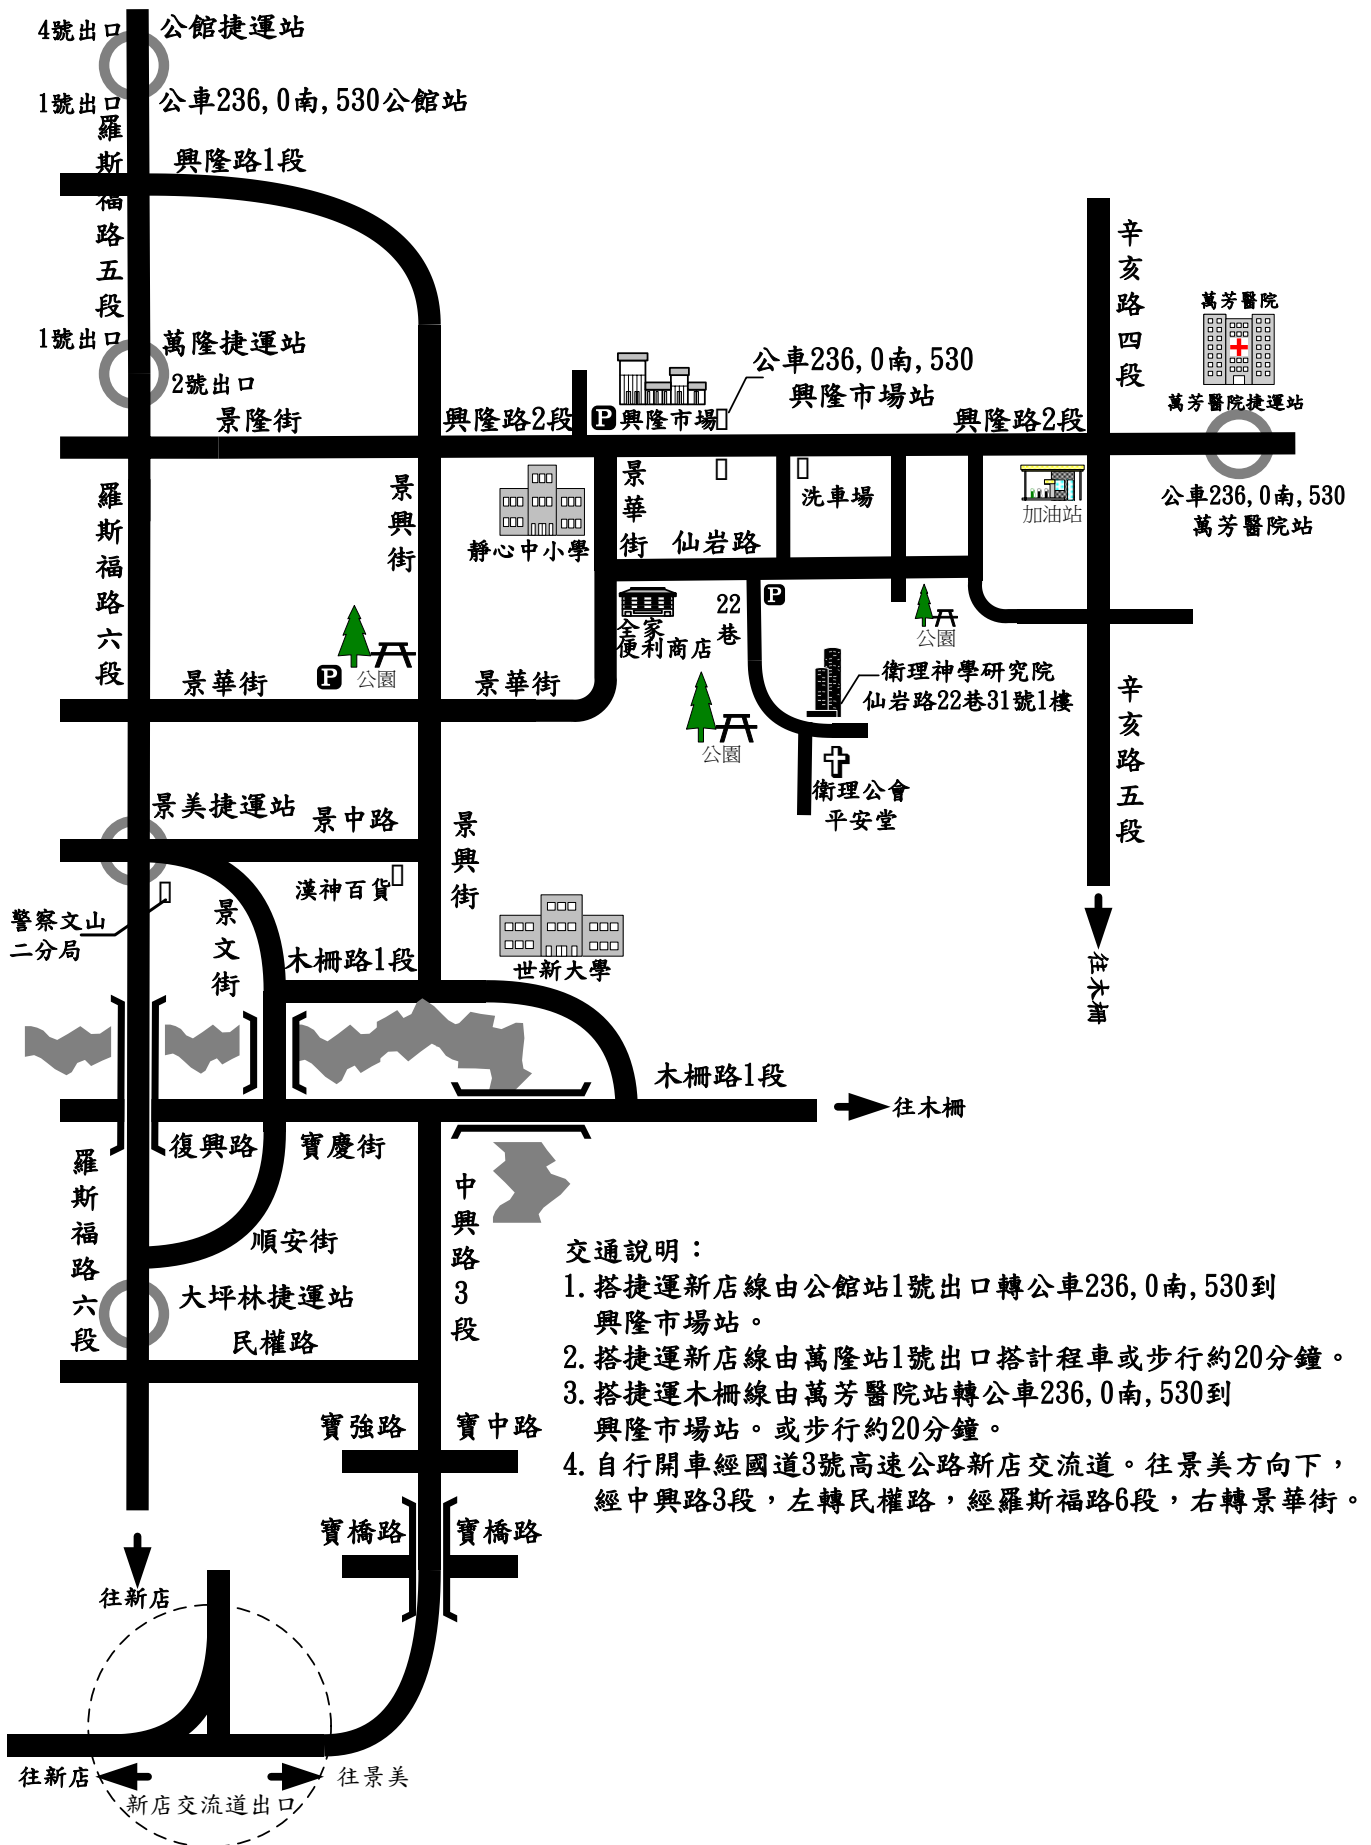 4號出口
公館捷運站
1號出口
公車236,0南,530公館站
羅斯福路五段
興隆路1段
辛亥路四段
萬芳醫院
1號出口
萬隆捷運站
2號出口
公車236,0南,530
興隆市場站
萬芳醫院捷運站
景隆街
興隆路2段
P
興隆市場
興隆路2段
羅斯福路六段
景興街
景華街
洗車場
加油站
公車236,0南,530
萬芳醫院站
靜心中小學
仙岩路
全家
便利商店
22巷
P
公園
P
公園
景華街
景華街
衛理神學研究院
仙岩路22巷31號1樓
辛亥路五段
公園
衛理公會
平安堂
景美捷運站
景中路
景興街
漢神百貨
警察文山
二分局
景文街
木柵路1段
世新大學
往木柵
木柵路1段
往木柵
復興路
寶慶街
羅斯福路六段
中興路3段
順安街
大坪林捷運站
民權路
交通說明：
1.搭捷運新店線由公館站1號出口轉公車236,0南,530到
興隆市場站。
2.搭捷運新店線由萬隆站1號出口搭計程車或步行約20分鐘。
3.搭捷運木柵線由萬芳醫院站轉公車236,0南,530到
興隆市場站。或步行約20分鐘。
4.自行開車經國道3號高速公路新店交流道。往景美方向下，
經中興路3段，左轉民權路，經羅斯福路6段，右轉景華街。
寶強路
寶中路
寶橋路
寶橋路
往新店
往新店
往景美
新店交流道出口